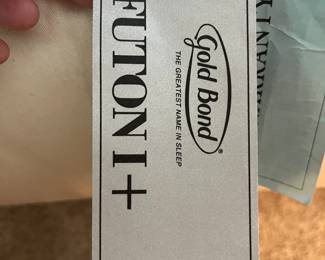 Gold Bond®
THE GREATEST NAME IN SLEEP
FUTON I+